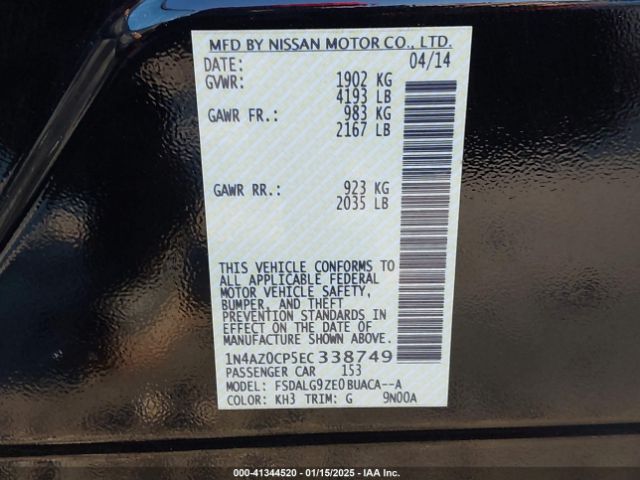 MFD BY NISSAN MOTOR CO., LTD.
DATE: 04/14
GVWR: 1902 KG
4193 LB
GAWR FR.: 983 KG
2167 LB
GAWR RR.: 923 KG
2035 LB
THIS VEHICLE CONFORMS TO
ALL APPLICABLE FEDERAL
MOTOR VEHICLE SAFETY,
BUMPER, AND THEFT
PREVENTION STANDARDS IN
EFFECT ON THE DATE OF
MANUFACTURE SHOWN ABOVE.
1N4AZ0CP5EC338749
PASSENGER CAR 153
MODEL: FSDALG9ZE0BUACA--A
COLOR: KH3 TRIM: G 9N00A
000-41344520 - 01/15/2025 - IAA Inc.